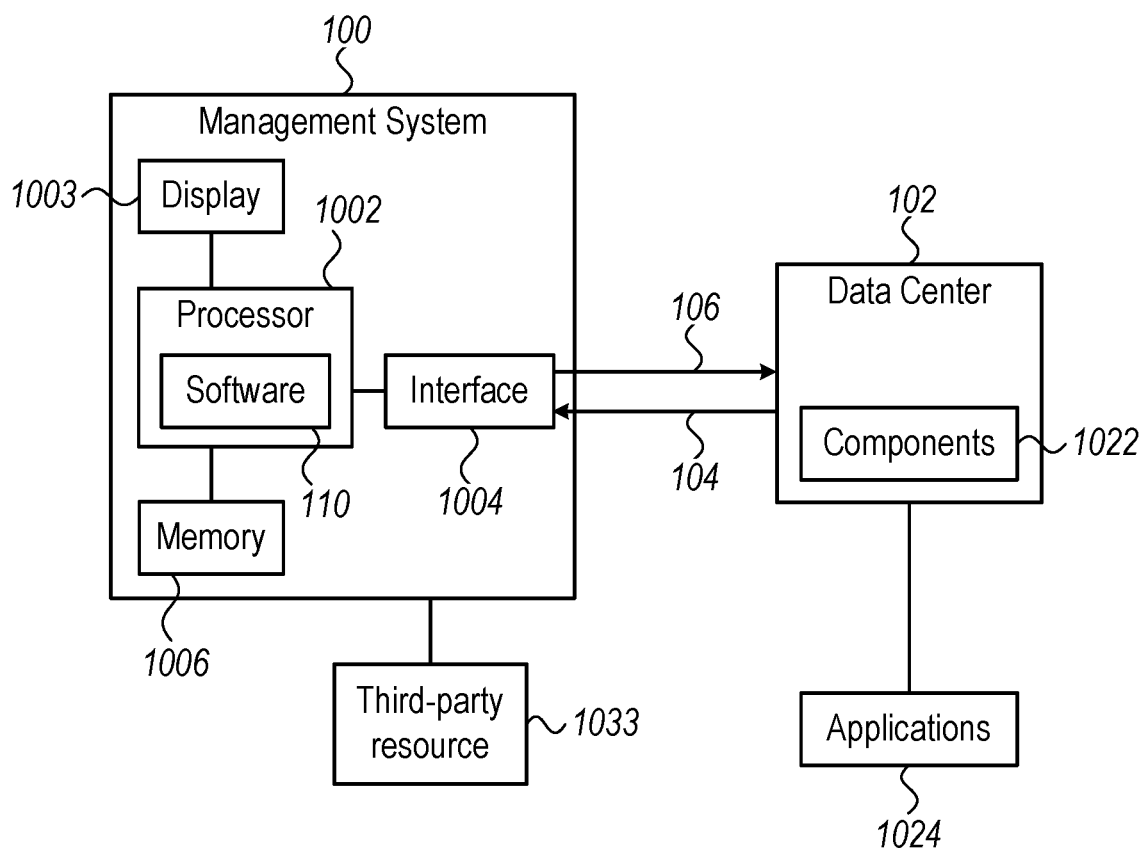 100
Management System
1003
Display
1002
102
Processor
Data Center
106
Software
Interface
Components
1022
110
1004
104
Memory
1006
Third-party
resource
1033
Applications
1024